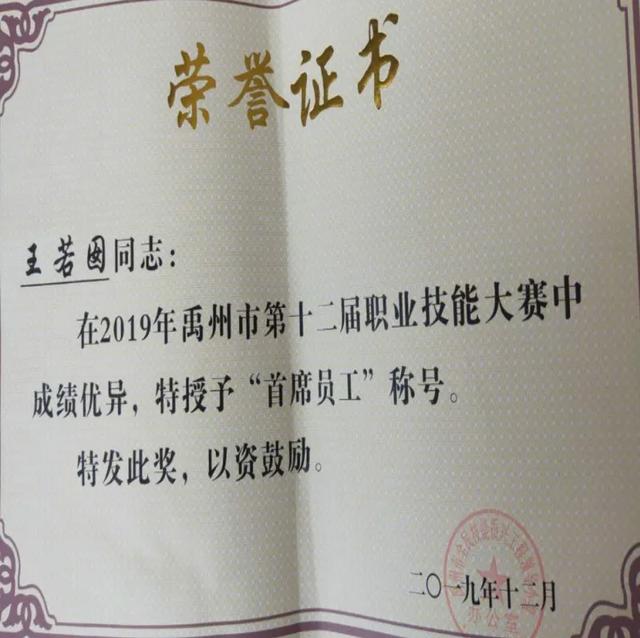 荣誉证书
王若囡同志：
在2019年禹州市第十二届职业技能大赛中
成绩优异，特授予“首席员工”称号。
特发此奖，以资鼓励。
二〇一九年十二月
办公室